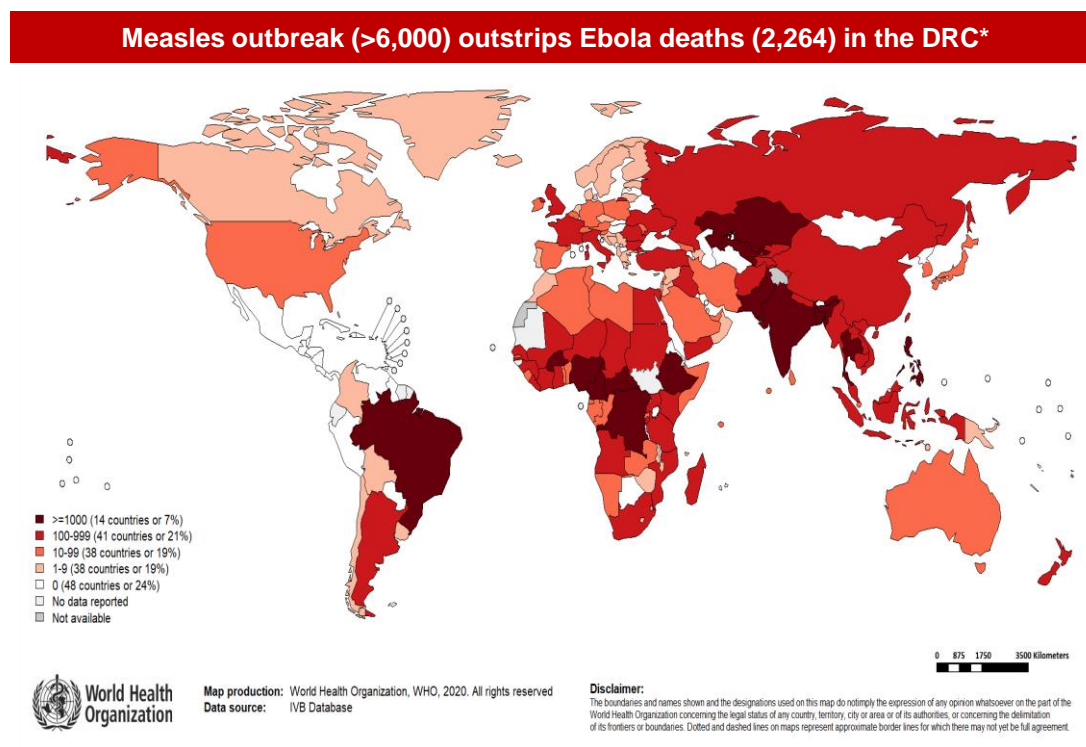 Measles outbreak (>6,000) outstrips Ebola deaths (2,264) in the DRC*
>=1000 (14 countries or 7%)
100-999 (41 countries or 21%)
10-99 (38 countries or 19%)
1-9 (38 countries or 19%)
0 (48 countries or 24%)
No data reported
Not available
0 875 1750 3500 Kilometers
World Health
Organization
Map production: World Health Organization, WHO, 2020. All rights reserved
Data source: IVB Database
Disclaimer:
The boundaries and names shown and the designations used on this map do notimply the expression of any opinion whatsoever on the part of the
World Health Organization concerning the legal status of any country, territory, city or area or of its authorities, or concerning the delimitation
of its frontiers or boundaries. Dotted and dashed lines on maps represent approximate border lines for which there may not yet be full agreement.